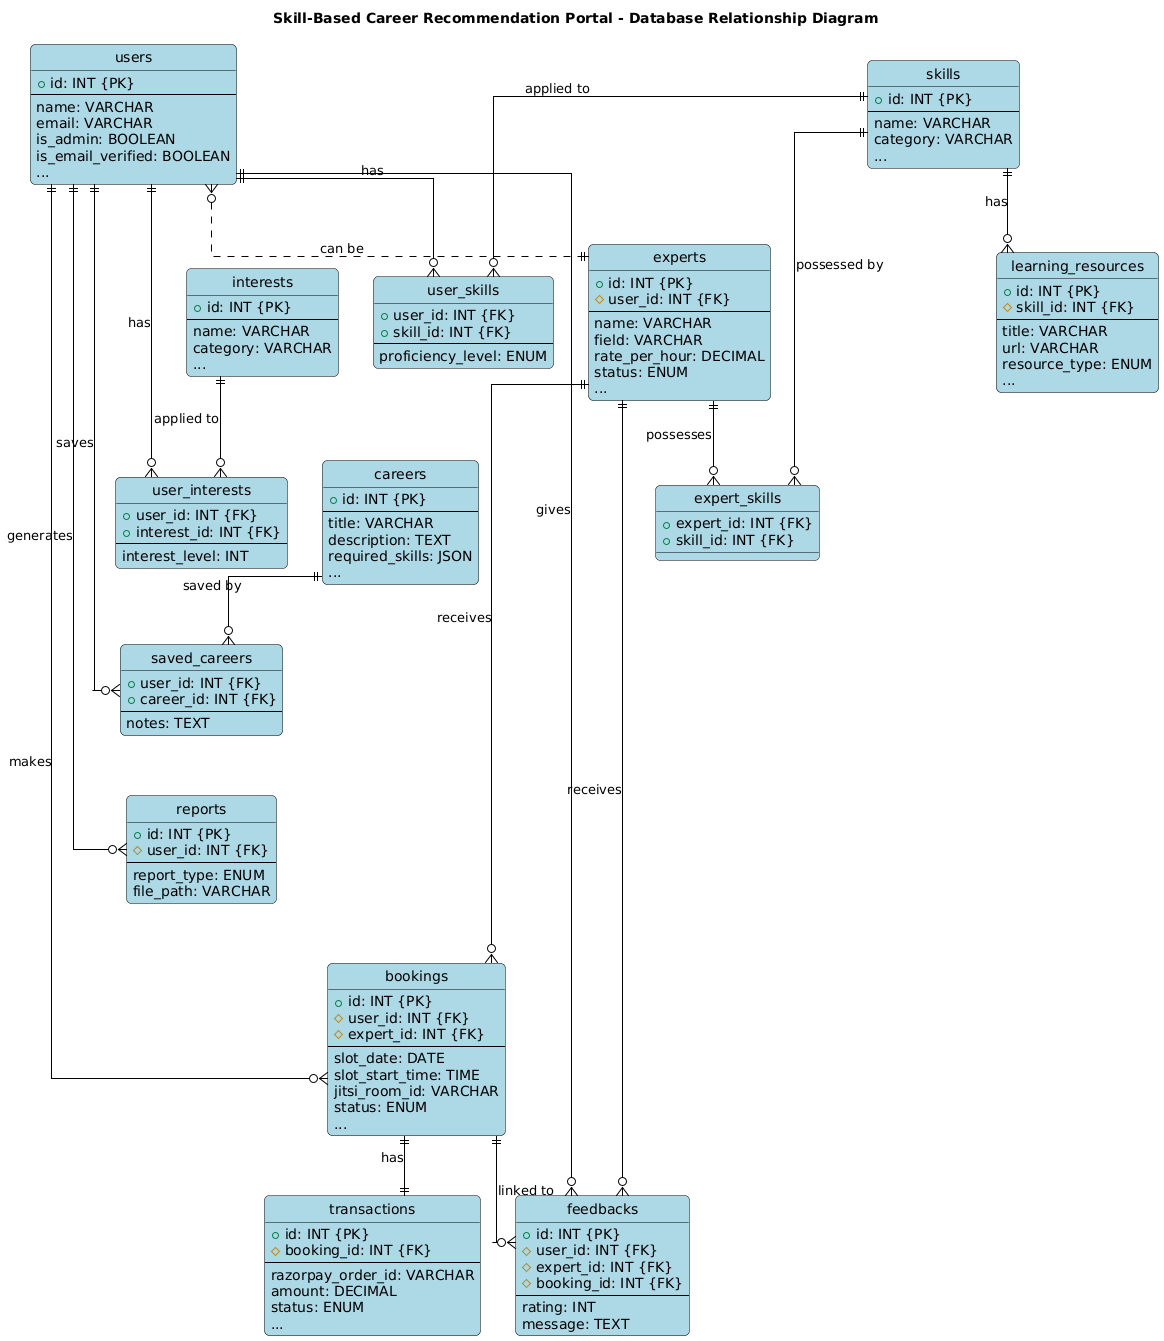 Skill-Based Career Recommendation Portal - Database Relationship Diagram
users
id: INT {PK}
name: VARCHAR
email: VARCHAR
is_admin: BOOLEAN
is_email_verified: BOOLEAN
...
skills
id: INT {PK}
name: VARCHAR
category: VARCHAR
...
applied to
has
can be
possessed by
has
experts
id: INT {PK}
user_id: INT {FK}
name: VARCHAR
field: VARCHAR
rate_per_hour: DECIMAL
status: ENUM
...
learning_resources
id: INT {PK}
skill_id: INT {FK}
title: VARCHAR
url: VARCHAR
resource_type: ENUM
...
interests
id: INT {PK}
name: VARCHAR
category: VARCHAR
...
user_skills
user_id: INT {FK}
skill_id: INT {FK}
proficiency_level: ENUM
has
applied to
saves
possesses
user_interests
user_id: INT {FK}
interest_id: INT {FK}
interest_level: INT
careers
id: INT {PK}
title: VARCHAR
description: TEXT
required_skills: JSON
...
expert_skills
expert_id: INT {FK}
skill_id: INT {FK}
generates
gives
saved by
receives
saved_careers
user_id: INT {FK}
career_id: INT {FK}
notes: TEXT
makes
receives
reports
id: INT {PK}
user_id: INT {FK}
report_type: ENUM
file_path: VARCHAR
bookings
id: INT {PK}
user_id: INT {FK}
expert_id: INT {FK}
slot_date: DATE
slot_start_time: TIME
jitsi_room_id: VARCHAR
status: ENUM
...
has
linked to
transactions
id: INT {PK}
booking_id: INT {FK}
razorpay_order_id: VARCHAR
amount: DECIMAL
status: ENUM
...
feedbacks
id: INT {PK}
user_id: INT {FK}
expert_id: INT {FK}
booking_id: INT {FK}
rating: INT
message: TEXT